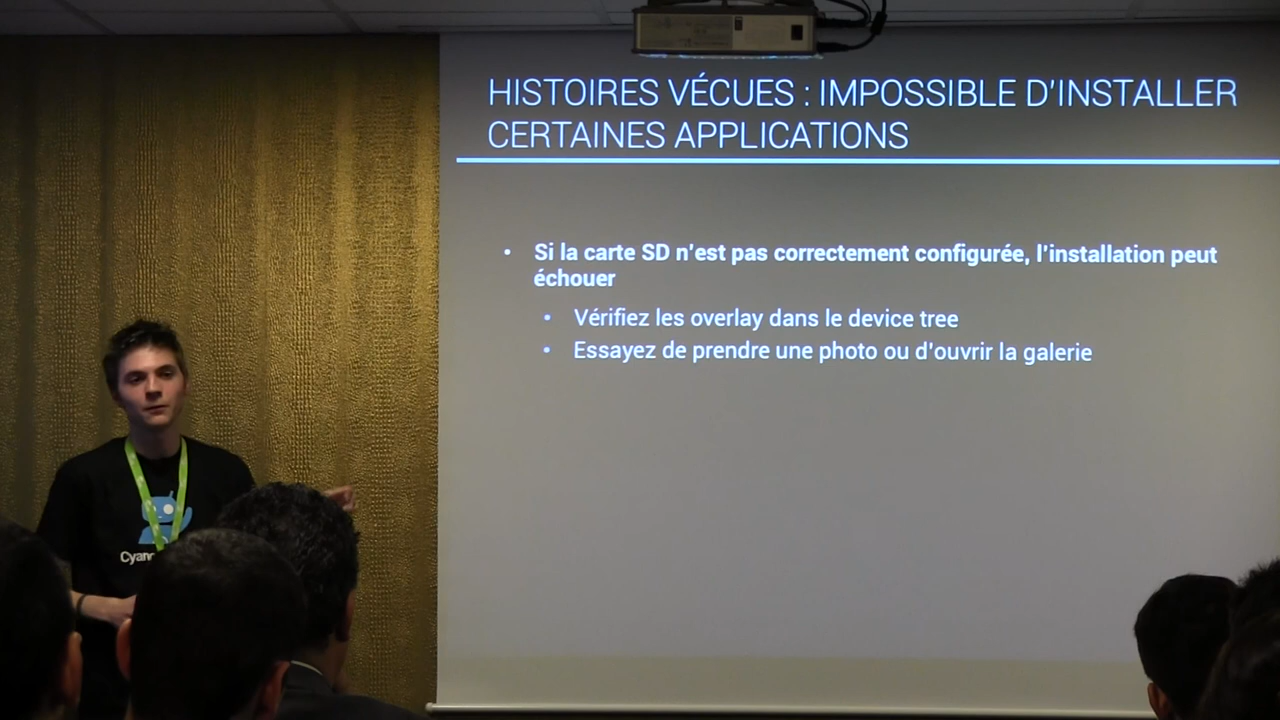 HISTOIRES VÉCUES : IMPOSSIBLE D'INSTALLER
CERTAINES APPLICATIONS
• Si la carte SD n'est pas correctement configurée, l'installation peut
échouer
• Vérifiez les overlay dans le device tree
• Essayez de prendre une photo ou d'ouvrir la galerie